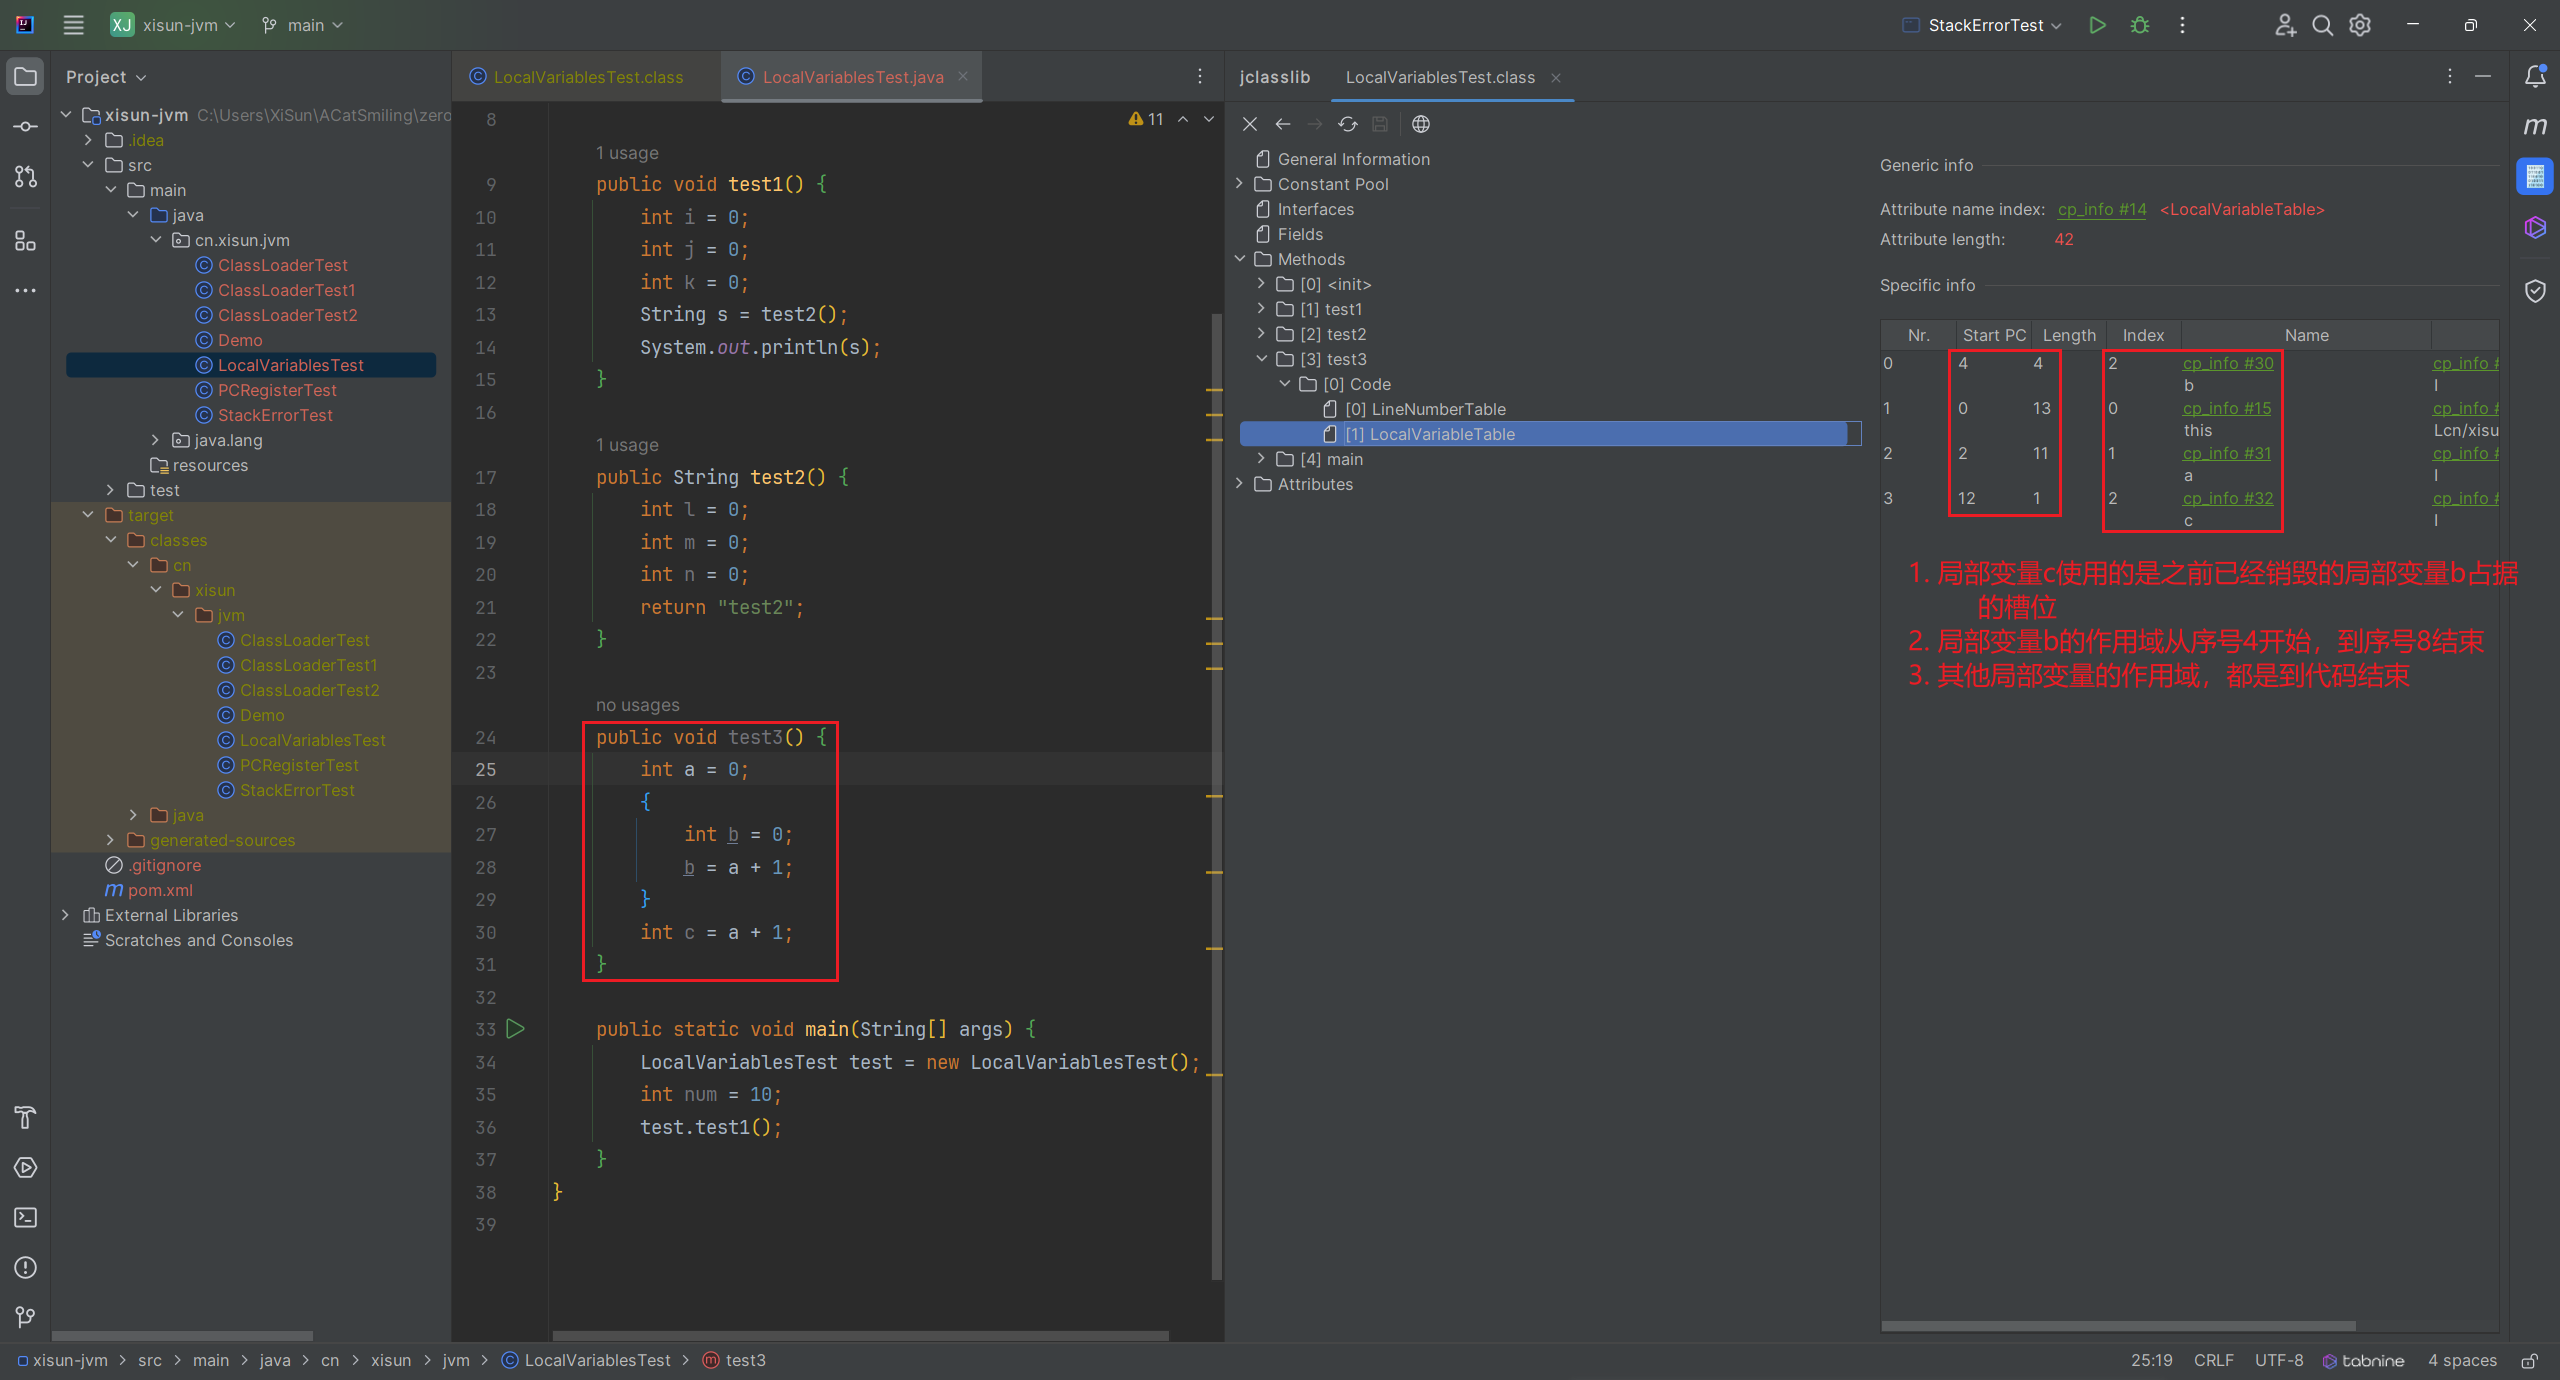 xisun-jvm
main
StackErrorTest
Project
xisun-jvm C:\Users\XiSun\ACatSmiling\zero
.idea
src
main
java
cn.xisun.jvm
ClassLoaderTest
ClassLoaderTest1
ClassLoaderTest2
Demo
LocalVariablesTest
PCRegisterTest
StackErrorTest
java.lang
resources
test
target
classes
cn
xisun
jvm
ClassLoaderTest
ClassLoaderTest1
ClassLoaderTest2
Demo
LocalVariablesTest
PCRegisterTest
StackErrorTest
java
generated-sources
.gitignore
pom.xml
External Libraries
Scratches and Consoles
LocalVariablesTest.class
LocalVariablesTest.java
11
8
1 usage
9 public void test1() {
10 int i = 0;
11 int j = 0;
12 int k = 0;
13 String s = test2();
14 System.out.println(s);
15 }
16
1 usage
17 public String test2() {
18 int l = 0;
19 int m = 0;
20 int n = 0;
21 return "test2";
22 }
23
no usages
24 public void test3() {
25 int a = 0;
26 {
27 int b = 0;
28 b = a + 1;
29 }
30 int c = a + 1;
31 }
32
33 public static void main(String[] args) {
34 LocalVariablesTest test = new LocalVariablesTest();
35 int num = 10;
36 test.test1();
37 }
38 }
39
jclasslib LocalVariablesTest.class
General Information
Constant Pool
Interfaces
Fields
Methods
[0] <init>
[1] test1
[2] test2
[3] test3
[0] Code
[0] LineNumberTable
[1] LocalVariableTable
[4] main
Attributes
Generic info
Attribute name index: cp_info #14 <LocalVariableTable>
Attribute length: 42
Specific info
Nr. Start PC Length Index Name
0 4 4 2 cp_info #30 cp_info #
b I
1 0 13 0 cp_info #15 cp_info #
this Lcn/xisu
2 2 11 1 cp_info #31 cp_info #
a I
3 12 1 2 cp_info #32 cp_info #
c I
1. 局部变量c使用的是之前已经销毁的局部变量b占据
的槽位
2. 局部变量b的作用域从序号4开始，到序号8结束
3. 其他局部变量的作用域，都是到代码结束
xisun-jvm > src > main > java > cn > xisun > jvm > LocalVariablesTest > test3
25:19 CRLF UTF-8 tabnine 4 spaces